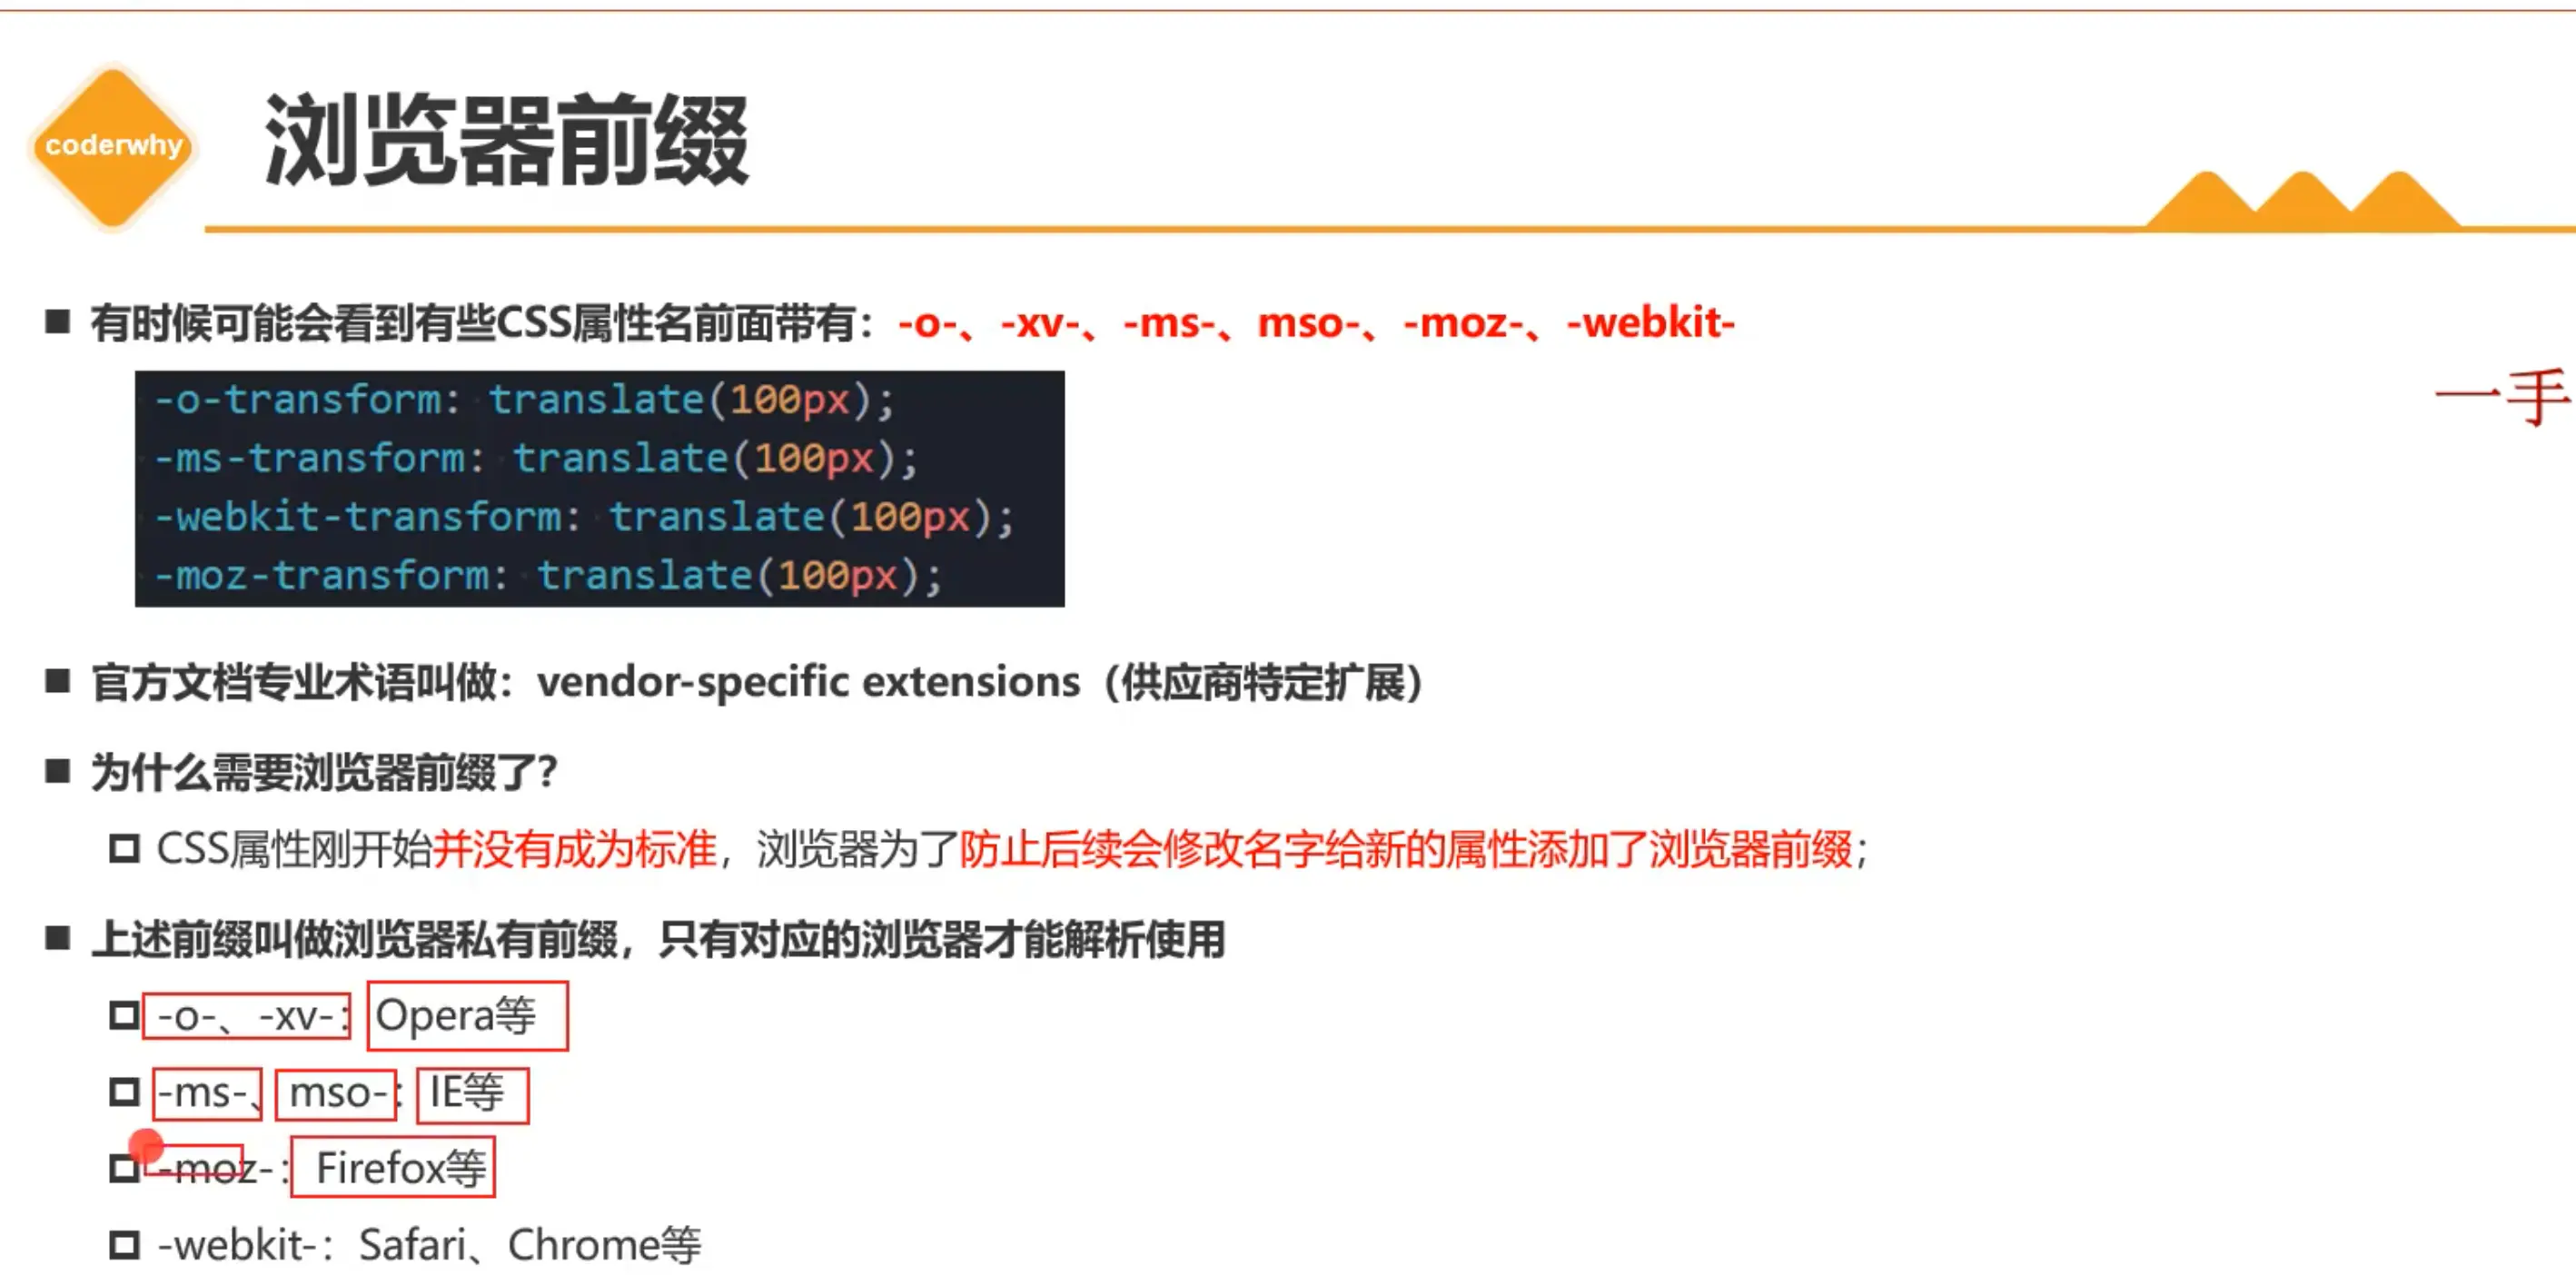 coderwhy
浏览器前缀
有时候可能会看到有些CSS属性名前面带有：-o-、-xv-、-ms-、mso-、-moz-、-webkit-
一手
-o-transform: translate(100px);
-ms-transform: translate(100px);
-webkit-transform: translate(100px);
-moz-transform: translate(100px);
官方文档专业术语叫做：vendor-specific extensions（供应商特定扩展）
为什么需要浏览器前缀了？
CSS属性刚开始并没有成为标准，浏览器为了防止后续会修改名字给新的属性添加了浏览器前缀；
上述前缀叫做浏览器私有前缀，只有对应的浏览器才能解析使用
-o-、-xv-：Opera等
-ms-、mso-：IE等
-moz-：Firefox等
-webkit-：Safari、Chrome等